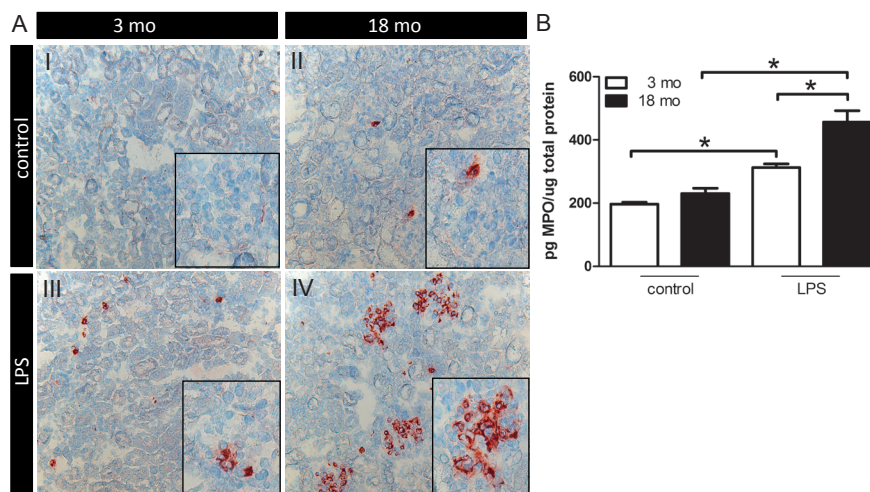 A
3 mo
18 mo
control
I
II
LPS
III
IV
B
3 mo
18 mo
pg MPO/ug total protein
600
400
200
0
*
*
*
control
LPS